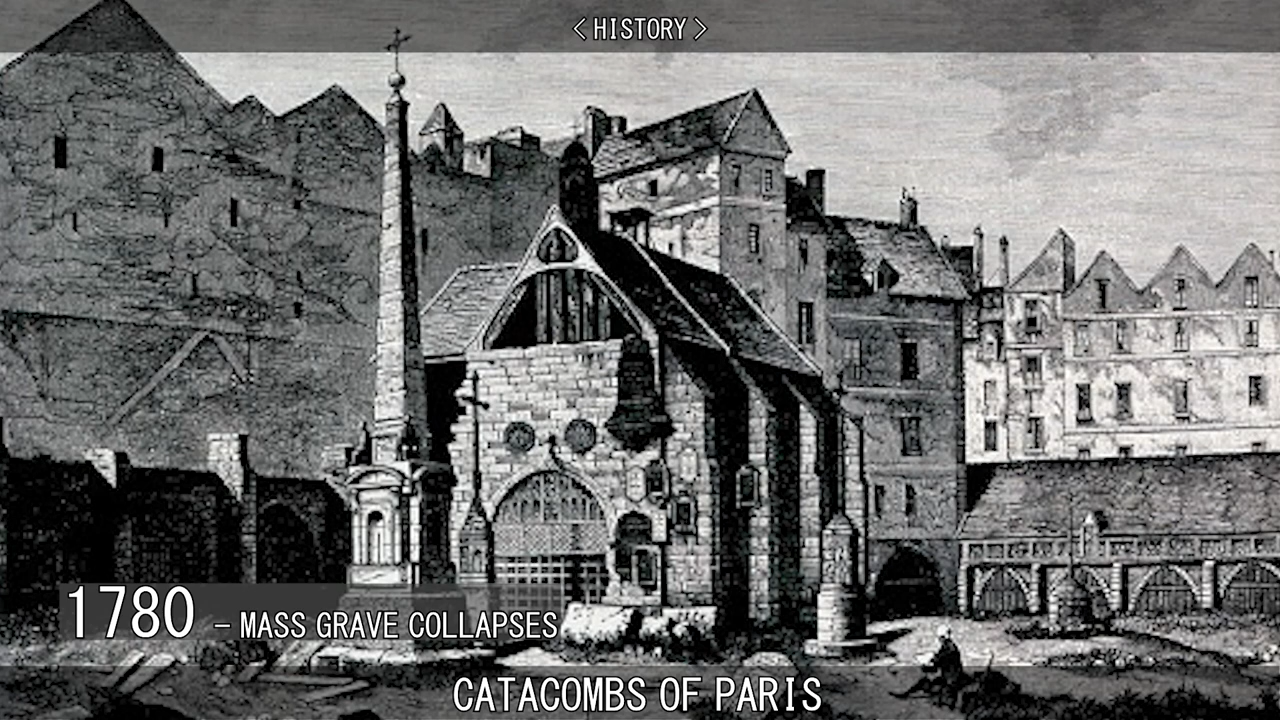 <HISTORY>
1780 – MASS GRAVE COLLAPSES
CATACOMBS OF PARIS